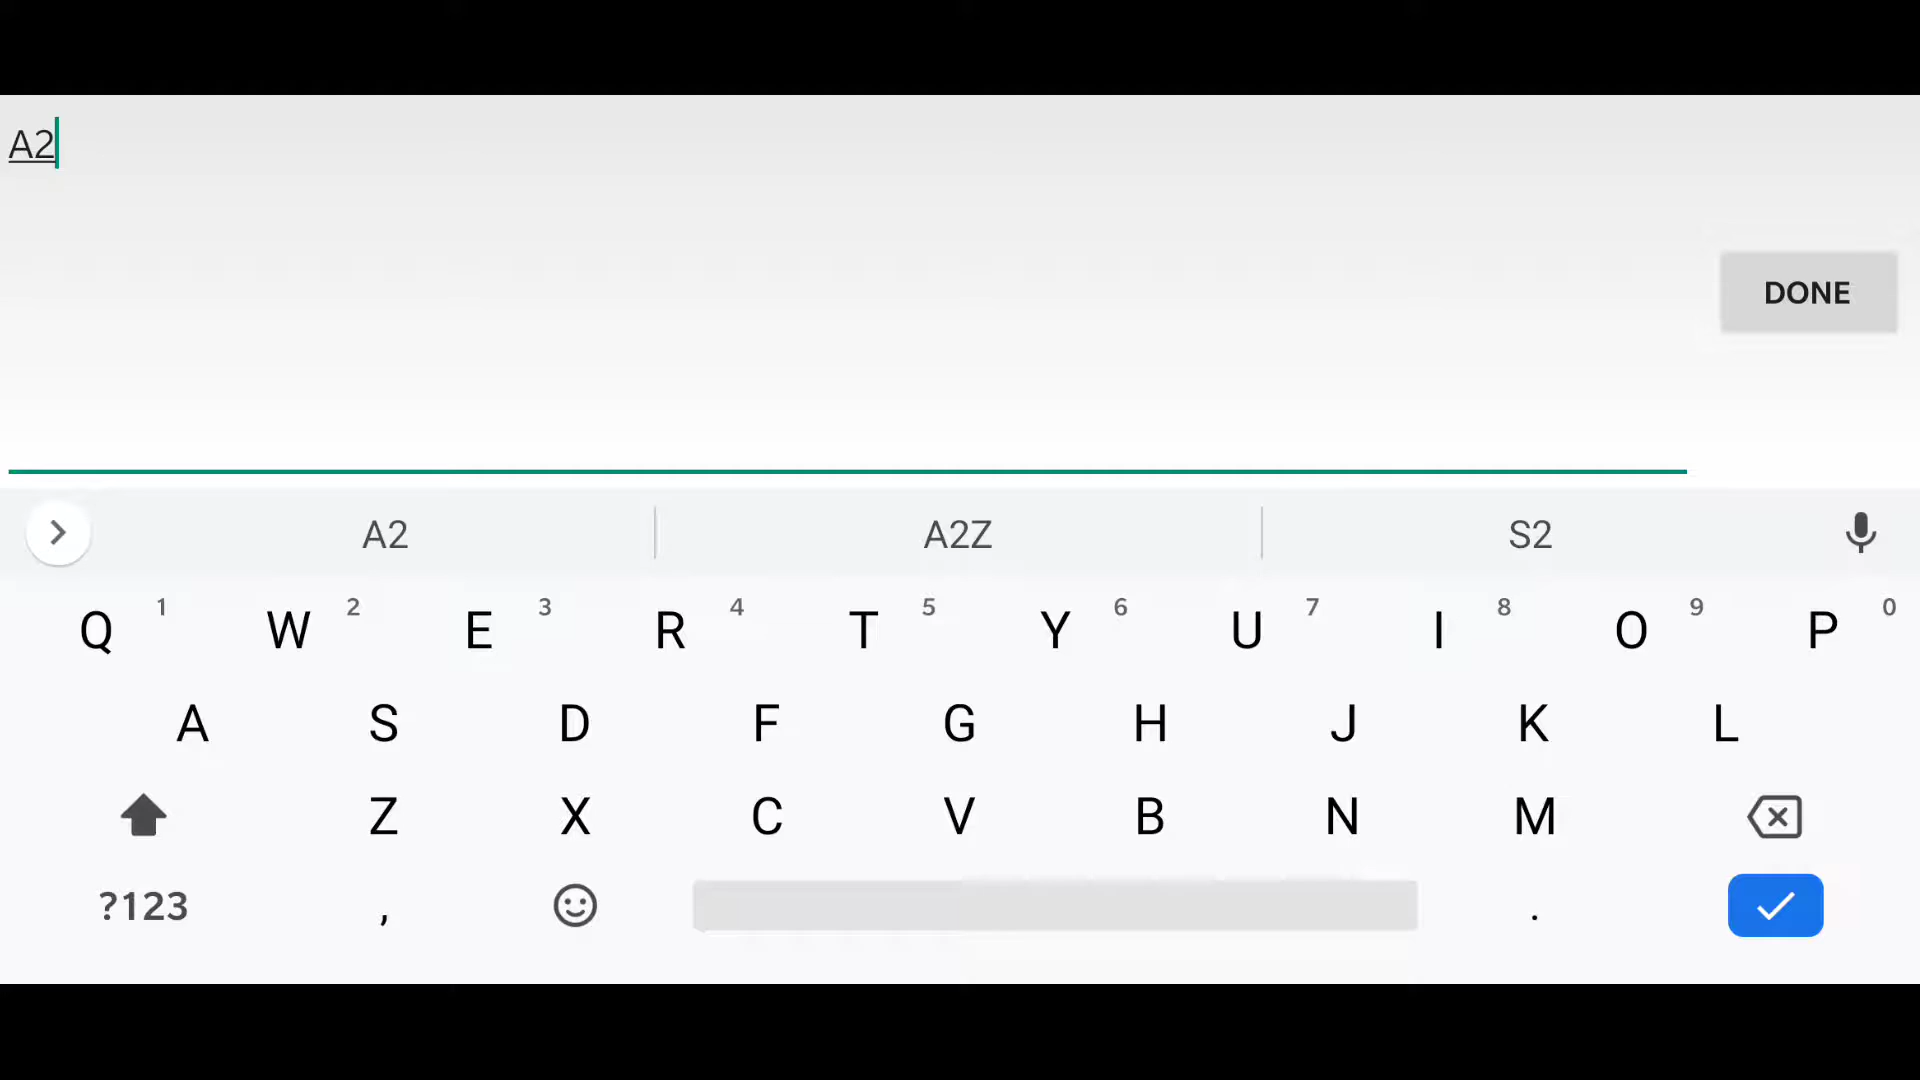 A2
DONE
A2 A2Z S2
Q 1 W 2 E 3 R 4 T 5 Y 6 U 7 I 8 O 9 P 0
A S D F G H J K L
Z X C V B N M
?123 , .